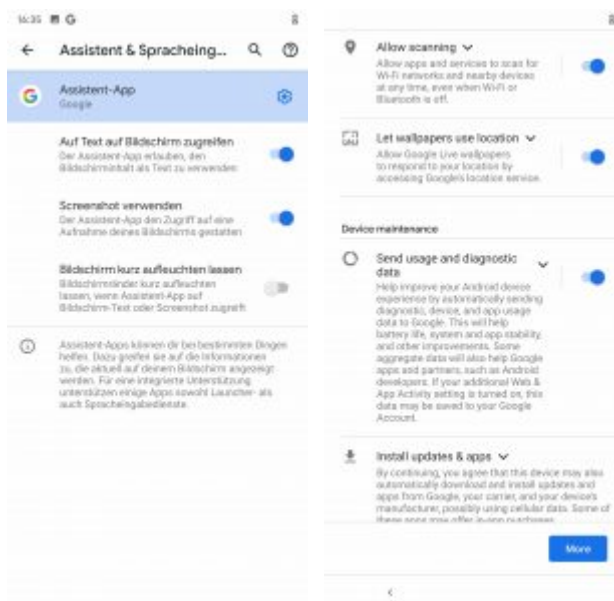 14:35 G
Assistent & Spracheing...
Assistent-App
Google
Auf Text auf Bildschirm zugreifen
Der Assistent-App erlauben, den
Bildschirminhalt als Text zu verwenden
Screenshot verwenden
Der Assistent-App den Zugriff auf eine
Aufnahme deines Bildschirms gestatten
Bildschirm kurz aufleuchten lassen
Bildschirmränder kurz aufleuchten
lassen, wenn Assistent-App auf
Bildschirm-Text oder Screenshot zugreift
Assistent-Apps können dir bei bestimmten Dingen
helfen. Dazu greifen sie auf die Informationen
zu, die aktuell auf deinem Bildschirm angezeigt
werden. Für eine integrierte Unterstützung
unterstützen einige Apps sowohl Launcher- als
auch Spracheingabedienste.
Allow scanning
Allow apps and services to scan for
Wi-Fi networks and nearby devices
at any time, even when Wi-Fi or
Bluetooth is off.
Let wallpapers use location
Allow Google Live wallpapers
to respond to your location by
accessing Google's location service.
Device maintenance
Send usage and diagnostic
data
Help improve your Android device
experience by automatically sending
diagnostic, device, and app usage
data to Google. This will help
battery life, system and app stability,
and other improvements. Some
aggregate data will also help Google
apps and partners, such as Android
developers. If your additional Web &
App Activity setting is turned on, this
data may be saved to your Google
Account.
Install updates & apps
By continuing, you agree that this device may also
automatically download and install updates and
apps from Google, your carrier, and your device's
manufacturer, possibly using cellular data. Some of
these apps may offer in-app purchases.
More